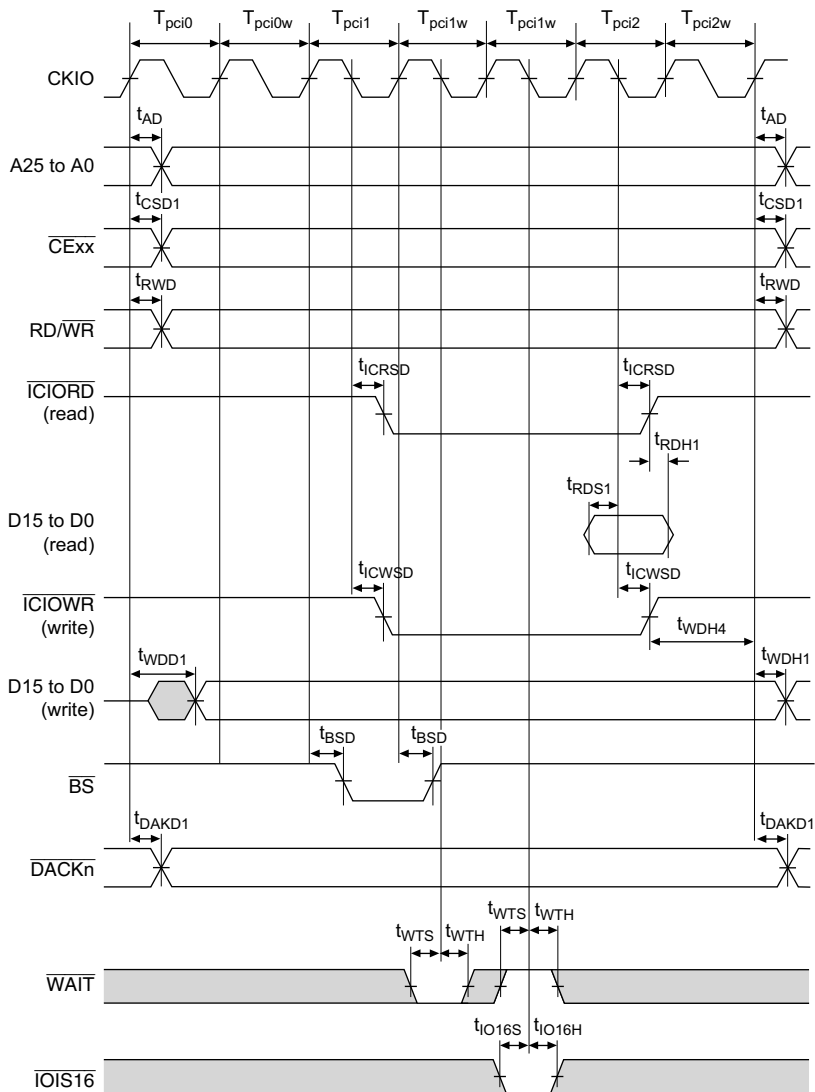 Tpci0 Tpci0w Tpci1 Tpci1w Tpci1w Tpci2 Tpci2w
CKIO
tAD tAD
A25 to A0
tCSD1 tCSD1
CExx
tRWD tRWD
RD/WR
tICRSD tICRSD
ICIORD
(read)
tRDH1
tRDS1
D15 to D0
(read)
tICWSD tICWSD
ICIOWR
(write)
tWDH4
tWDD1 tWDH1
D15 to D0
(write)
tBSD tBSD
BS
tDAKD1 tDAKD1
DACKn
tWTS tWTH tWTS tWTH
WAIT
tIO16S tIO16H
IOIS16